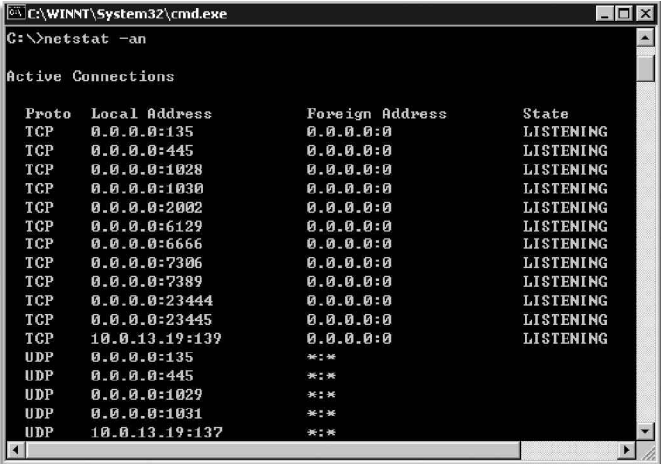 C:\WINNT\System32\cmd.exe
C:\>netstat -an
Active Connections
Proto Local Address Foreign Address State
TCP 0.0.0.0:135 0.0.0.0:0 LISTENING
TCP 0.0.0.0:445 0.0.0.0:0 LISTENING
TCP 0.0.0.0:1028 0.0.0.0:0 LISTENING
TCP 0.0.0.0:1030 0.0.0.0:0 LISTENING
TCP 0.0.0.0:2002 0.0.0.0:0 LISTENING
TCP 0.0.0.0:6129 0.0.0.0:0 LISTENING
TCP 0.0.0.0:6666 0.0.0.0:0 LISTENING
TCP 0.0.0.0:7306 0.0.0.0:0 LISTENING
TCP 0.0.0.0:7389 0.0.0.0:0 LISTENING
TCP 0.0.0.0:23444 0.0.0.0:0 LISTENING
TCP 0.0.0.0:23445 0.0.0.0:0 LISTENING
TCP 10.0.13.19:139 0.0.0.0:0 LISTENING
UDP 0.0.0.0:135 *:*
UDP 0.0.0.0:445 *:*
UDP 0.0.0.0:1029 *:*
UDP 0.0.0.0:1031 *:*
UDP 10.0.13.19:137 *:*